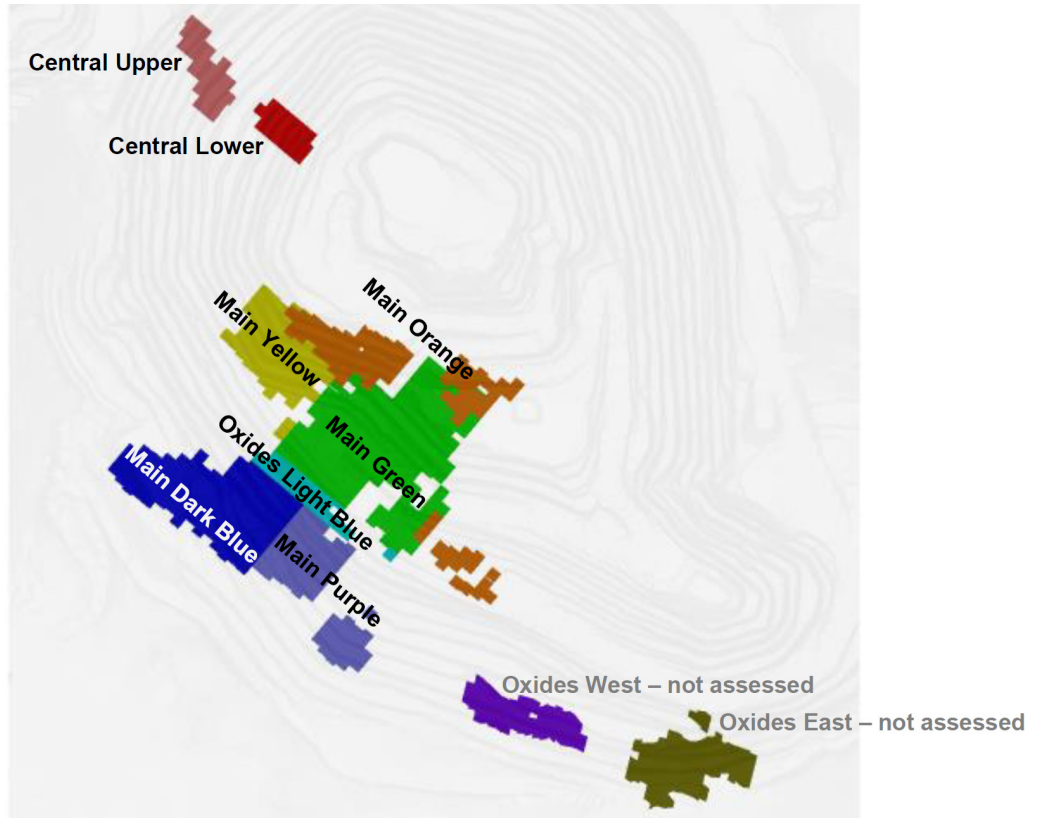 Central Upper
Central Lower
Main Orange
Main Yellow
Main Green
Oxides Light Blue
Main Dark Blue
Main Purple
Oxides West – not assessed
Oxides East – not assessed